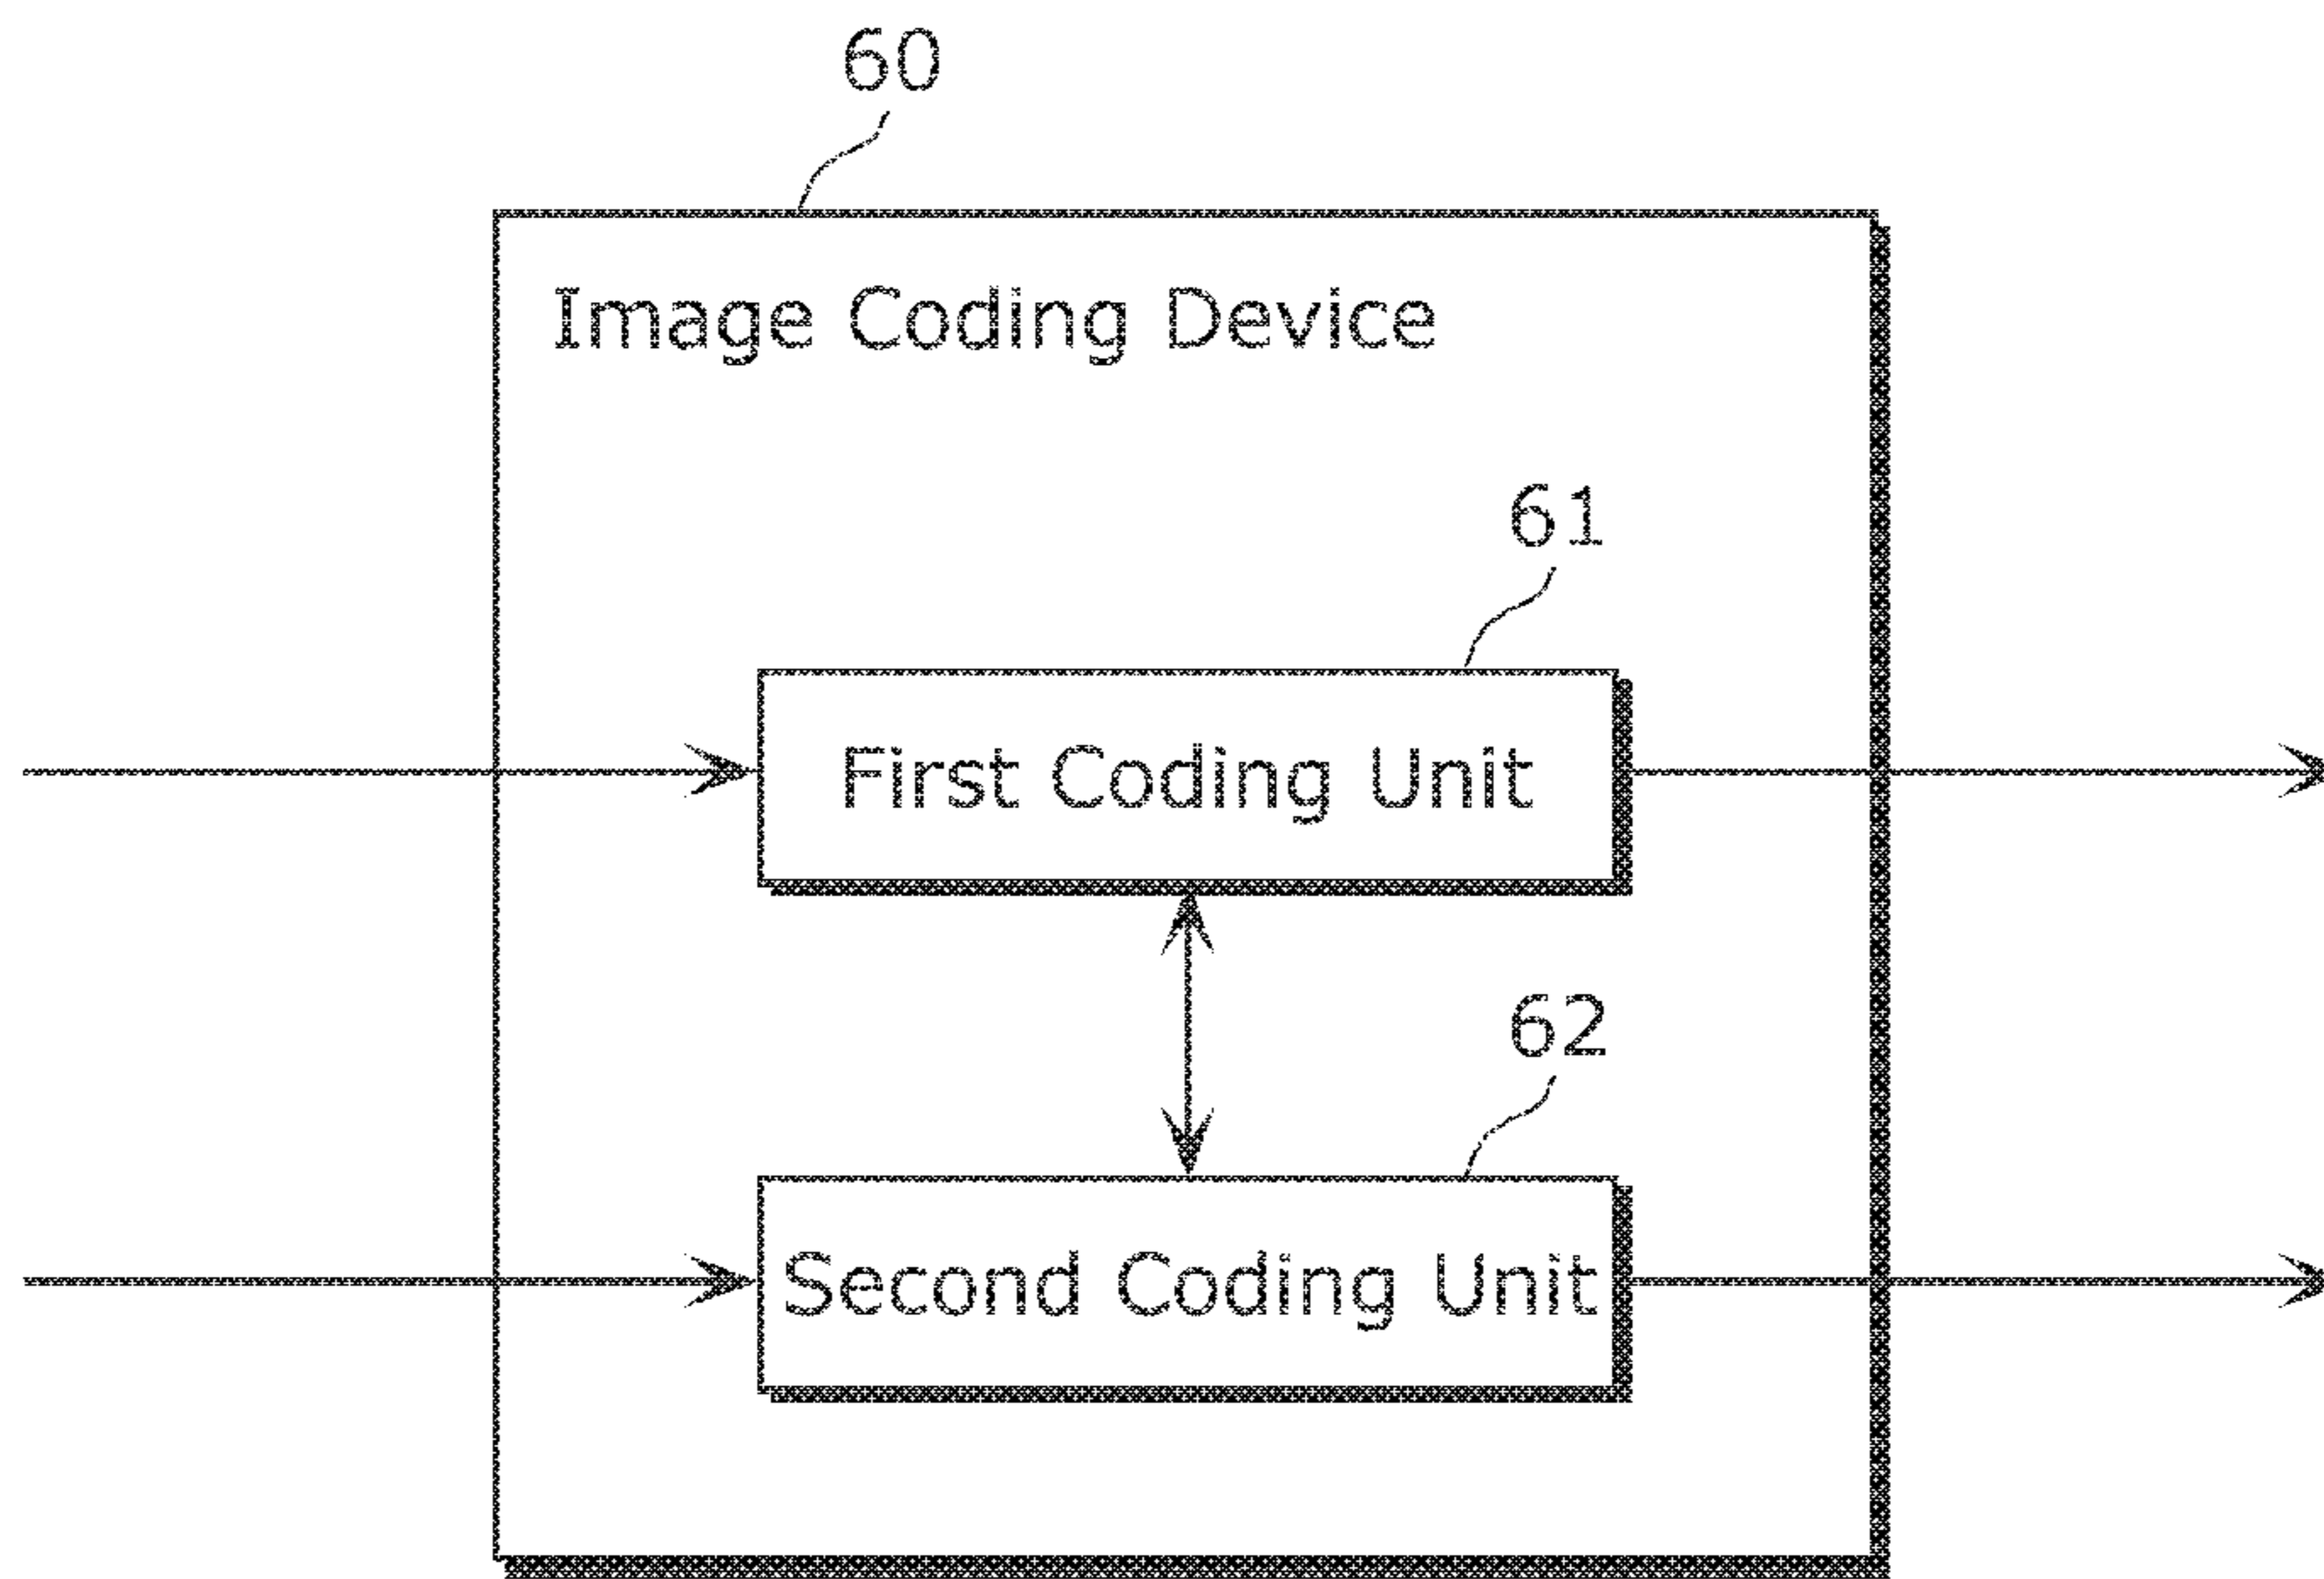 60
Image Coding Device
61
First Coding Unit
62
Second Coding Unit